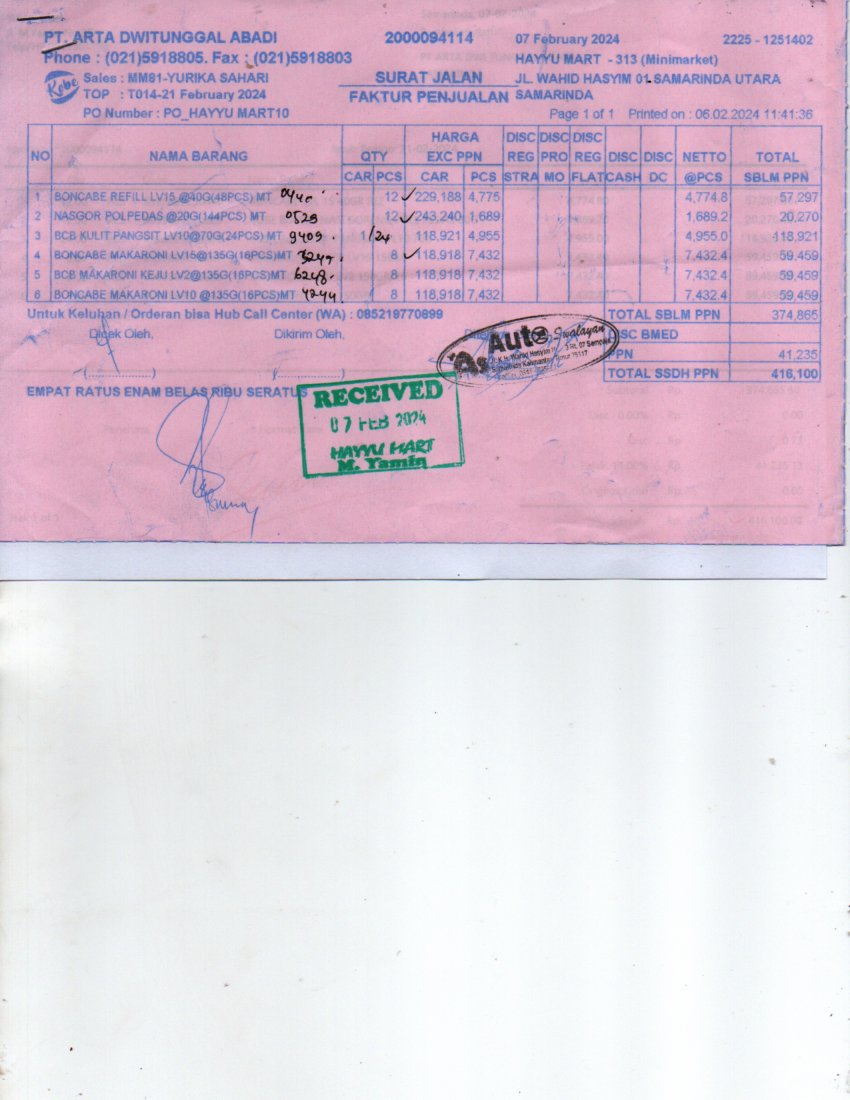 PT. ARTA DWITUNGGAL ABADI 2000094114 07 February 2024 2225 - 1251402
Phone : (021)5918805. Fax : (021)5918803 HAYYU MART - 313 (Minimarket)
Kobe Sales : MM81-YURIKA SAHARI SURAT JALAN JL. WAHID HASYIM 01 SAMARINDA UTARA
TOP : T014-21 February 2024 FAKTUR PENJUALAN SAMARINDA
PO Number : PO_HAYYU MART10 Page 1 of 1 Printed on : 06.02.2024 11:41:36
NO NAMA BARANG QTY HARGA EXC PPN DISC REG STRA DISC PRO MO DISC REG FLAT DISC CASH DISC DC NETTO @PCS TOTAL SBLM PPN
CAR PCS CAR PCS
1 BONCABE REFILL LV15 @40G(48PCS) MT 12 229,188 4,775 4,774.8 57,297
2 NASGOR POLPEDAS @20G(144PCS) MT 0523 12 243,240 1,689 1,689.2 20,270
3 BCB KULIT PANGSIT LV10@70G(24PCS) MT 9409 1/24 118,921 4,955 4,955.0 118,921
4 BONCABE MAKARONI LV15@135G(16PCS)MT 8 118,918 7,432 7,432.4 59,459
5 BCB MAKARONI KEJU LV2@135G(16PCS)MT 6248 8 118,918 7,432 7,432.4 59,459
6 BONCABE MAKARONI LV10 @135G(16PCS)MT 8 118,918 7,432 7,432.4 59,459
Untuk Keluhan / Orderan bisa Hub Call Center (WA) : 085219770899 TOTAL SBLM PPN 374,865
Dicek Oleh, Dikirim Oleh, DISC BMED
PPN 41,235
(....................) (....................) TOTAL SSDH PPN 416,100
EMPAT RATUS ENAM BELAS RIBU SERATUS
Auto Swalayan
RECEIVED
07 FEB 2024
HAYYU MART
M. Yamin